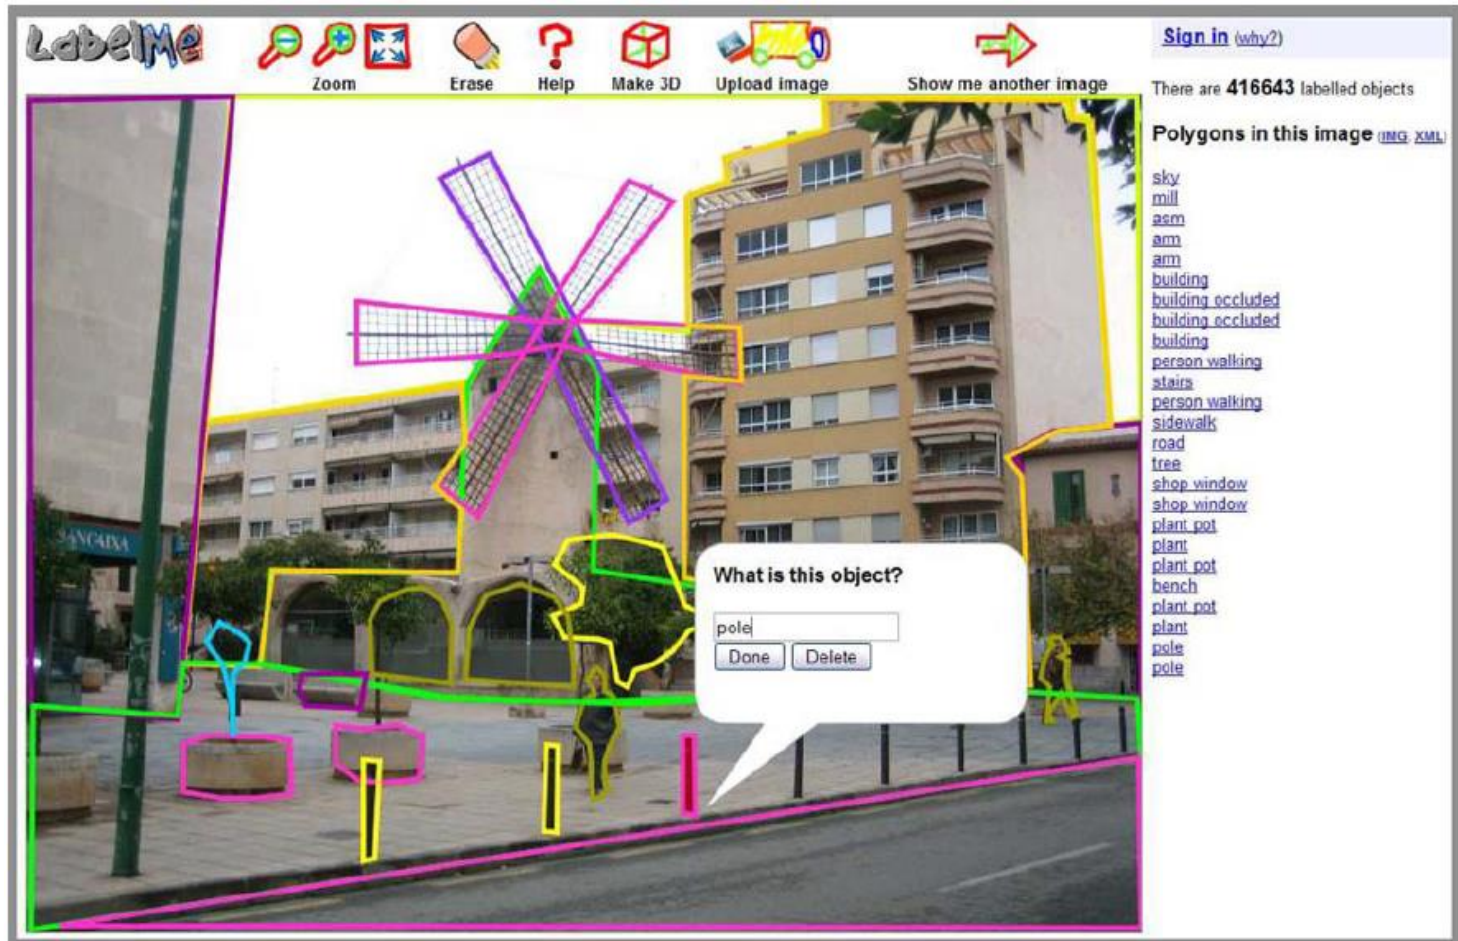 LabelMe
Zoom
Erase
Help
Make 3D
Upload image
Show me another image
Sign in (why?)
There are 416643 labelled objects
Polygons in this image (IMG, XML)
sky
mill
asm
arm
arm
building
building occluded
building occluded
building
person walking
stairs
person walking
sidewalk
road
tree
shop window
shop window
plant pot
plant
plant pot
bench
plant pot
plant
pole
pole
What is this object?
pole
Done Delete
BANCAIXA